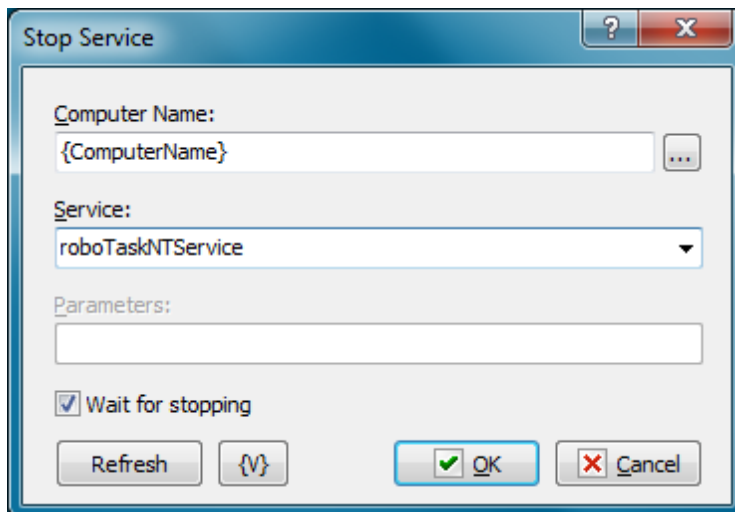 Stop Service
?
Computer Name:
{ComputerName}
...
Service:
roboTaskNTService
Parameters:
Wait for stopping
Refresh {V} OK Cancel